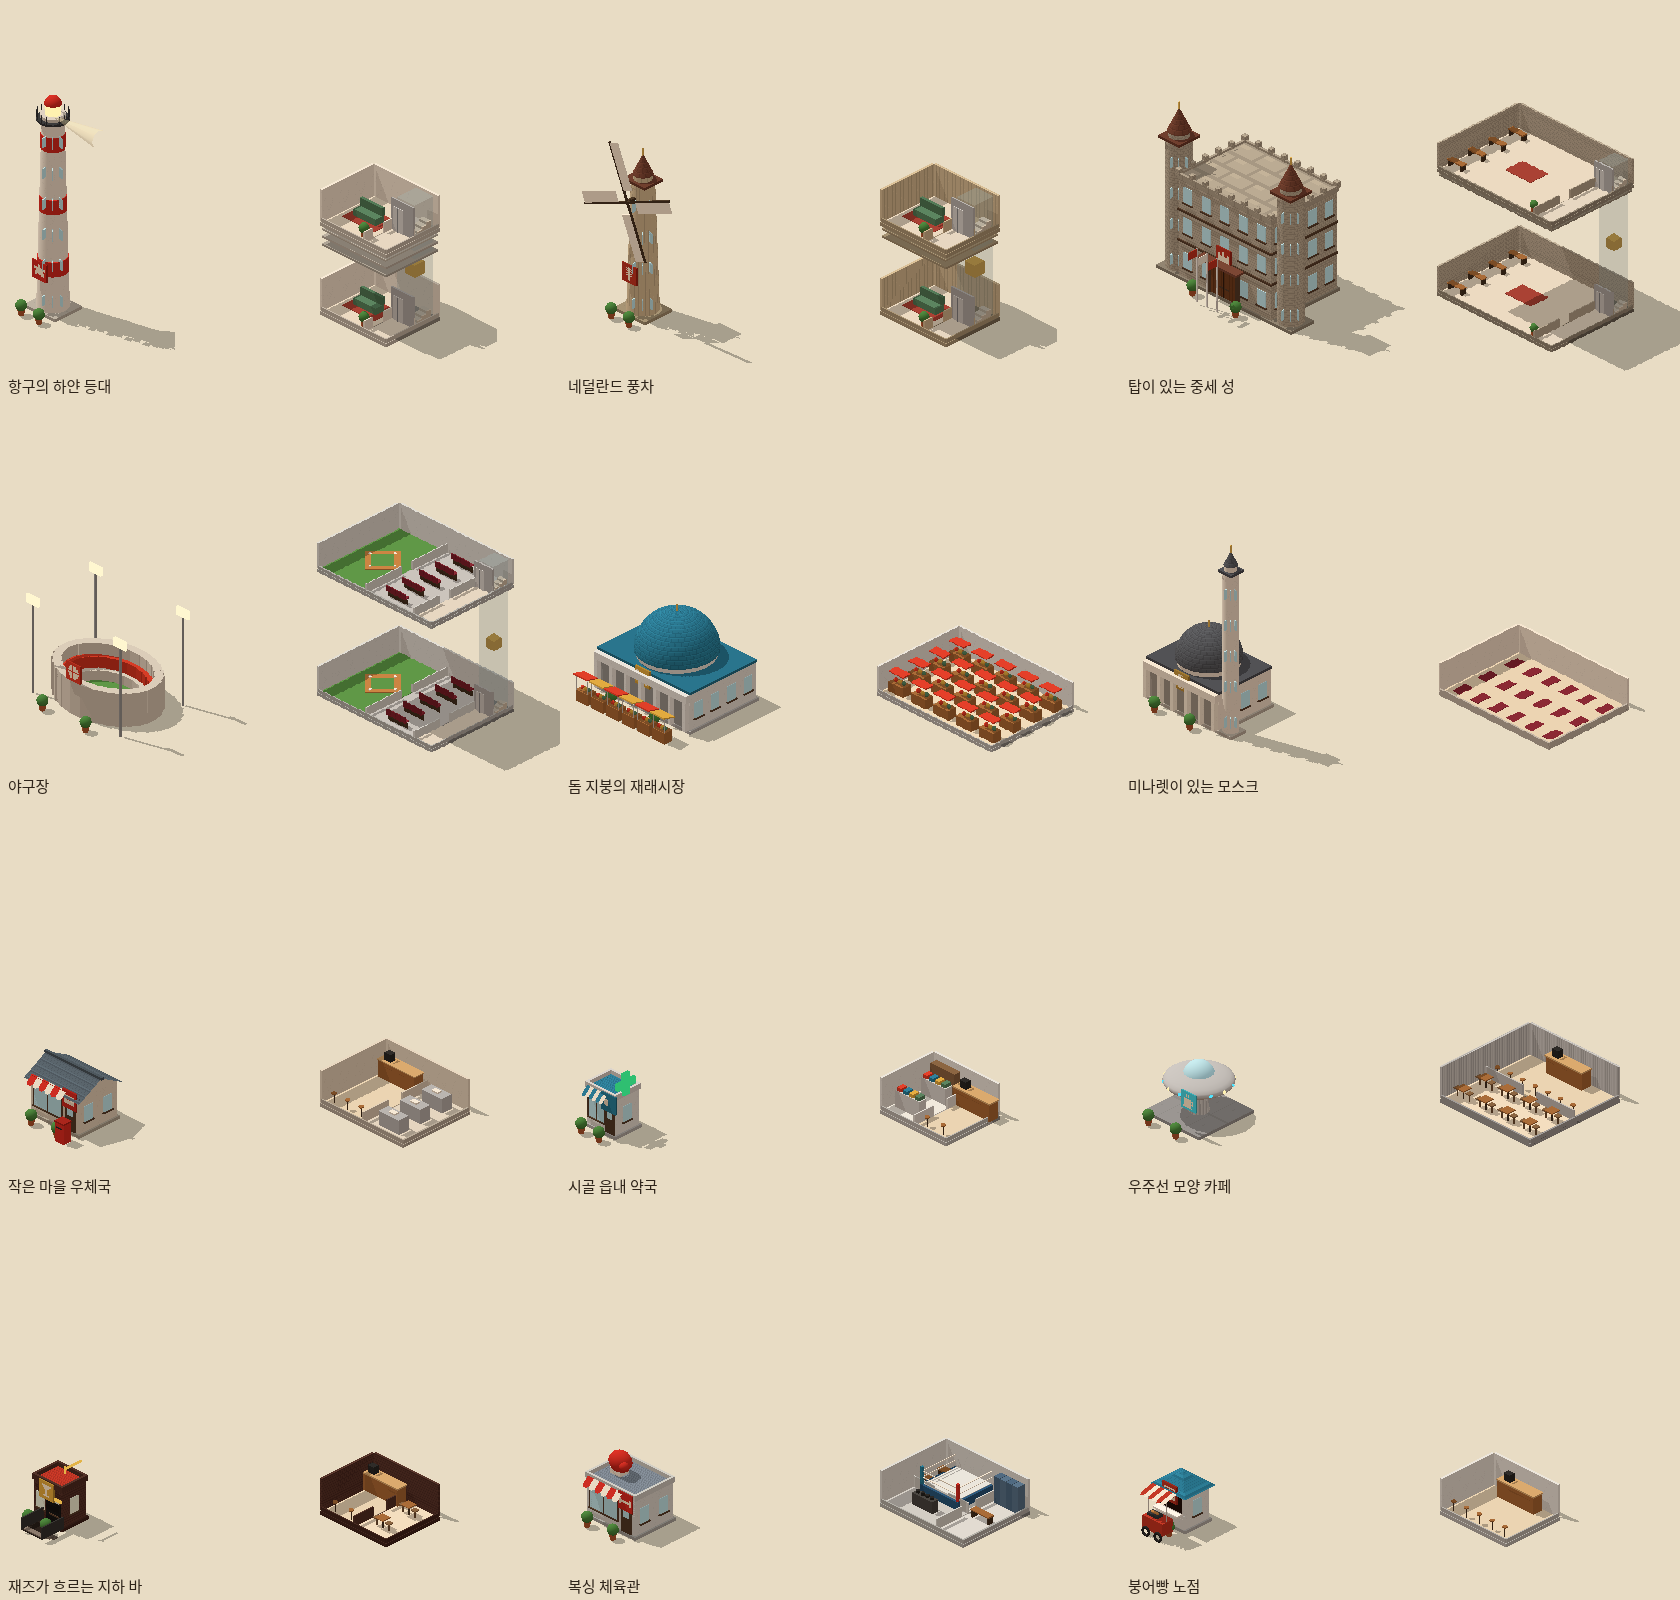 항구의 하얀 등대
네덜란드 풍차
탑이 있는 중세 성
야구장
돔 지붕의 재래시장
미나렛이 있는 모스크
작은 마을 우체국
시골 읍내 약국
우주선 모양 카페
재즈가 흐르는 지하 바
복싱 체육관
붕어빵 노점